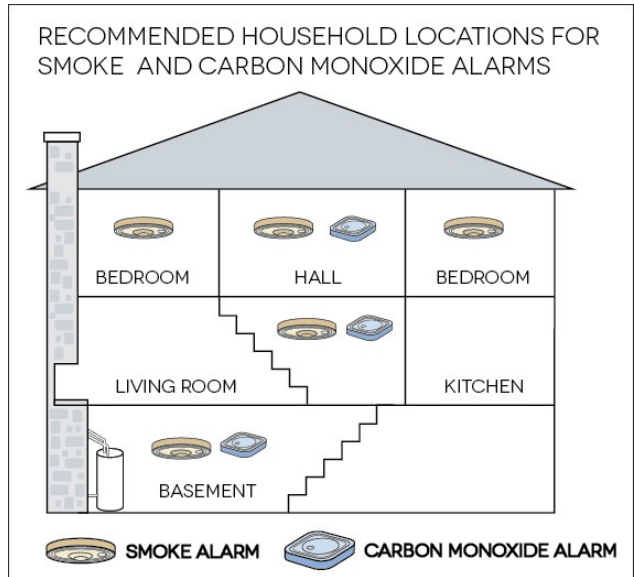 RECOMMENDED HOUSEHOLD LOCATIONS FOR
SMOKE AND CARBON MONOXIDE ALARMS
BEDROOM
HALL
BEDROOM
LIVING ROOM
KITCHEN
BASEMENT
SMOKE ALARM
CARBON MONOXIDE ALARM